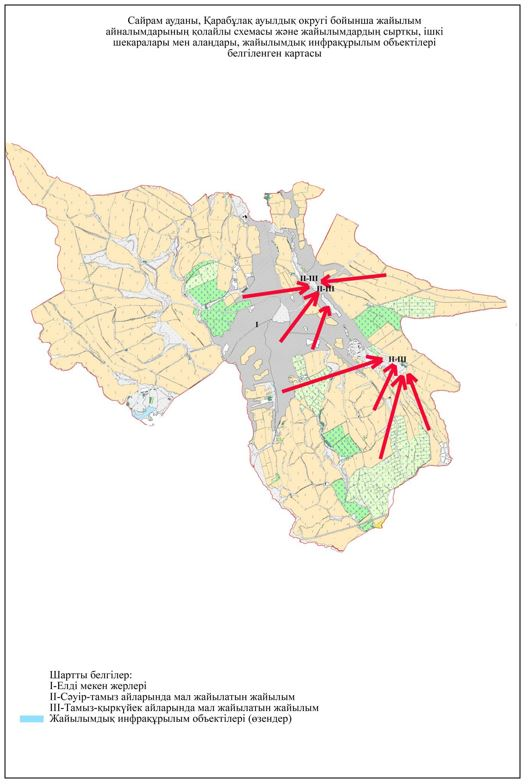 Сайрам ауданы, Қарабұлақ ауылдық округі бойынша жайылым
айналымдарының қолайлы схемасы және жайылымдардың сыртқы, ішкі
шекаралары мен алаңдары, жайылымдық инфрақұрылым объектілері
белгіленген картасы
II-III
II-III
I
II-III
Шартты белгілер:
I-Елді мекен жерлері
II-Сәуір-тамыз айларында мал жайылатын жайылым
III-Тамыз-қыркүйек айларында мал жайылатын жайылым
Жайылымдық инфрақұрылым объектілері (өзендер)